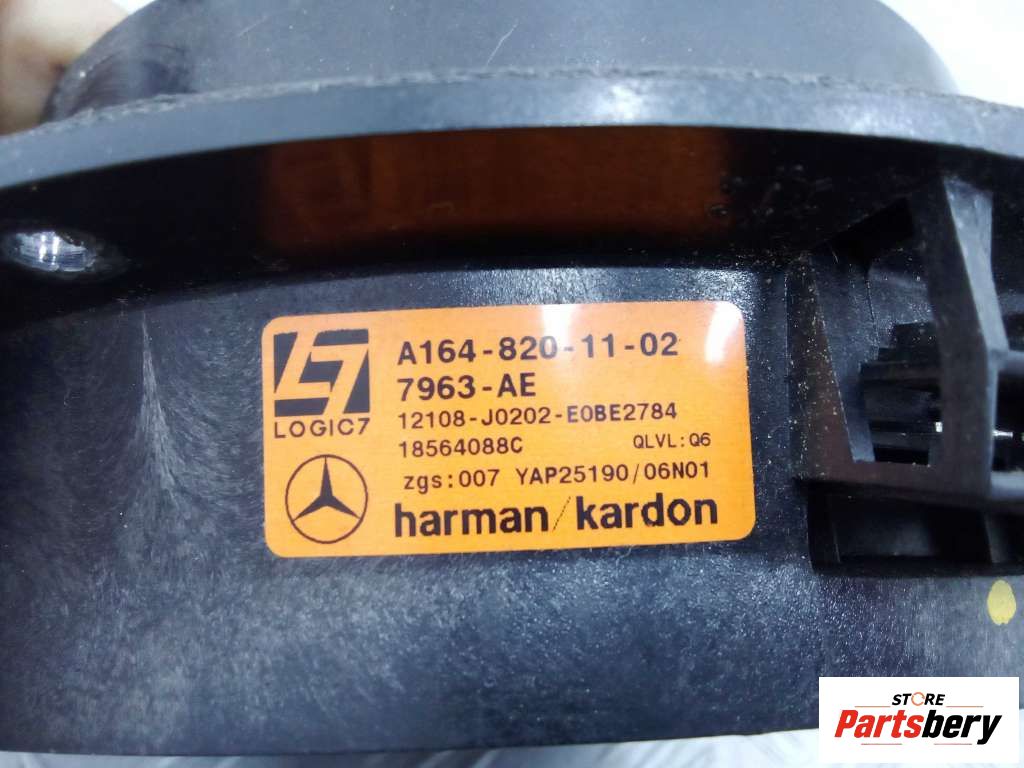 LOGIC7
A164-820-11-02
7963-AE
12108-J0202-E0BE2784
18564088C QLVL:Q6
zgs:007 YAP25190/06N01
harman/kardon
STORE
Partsbery